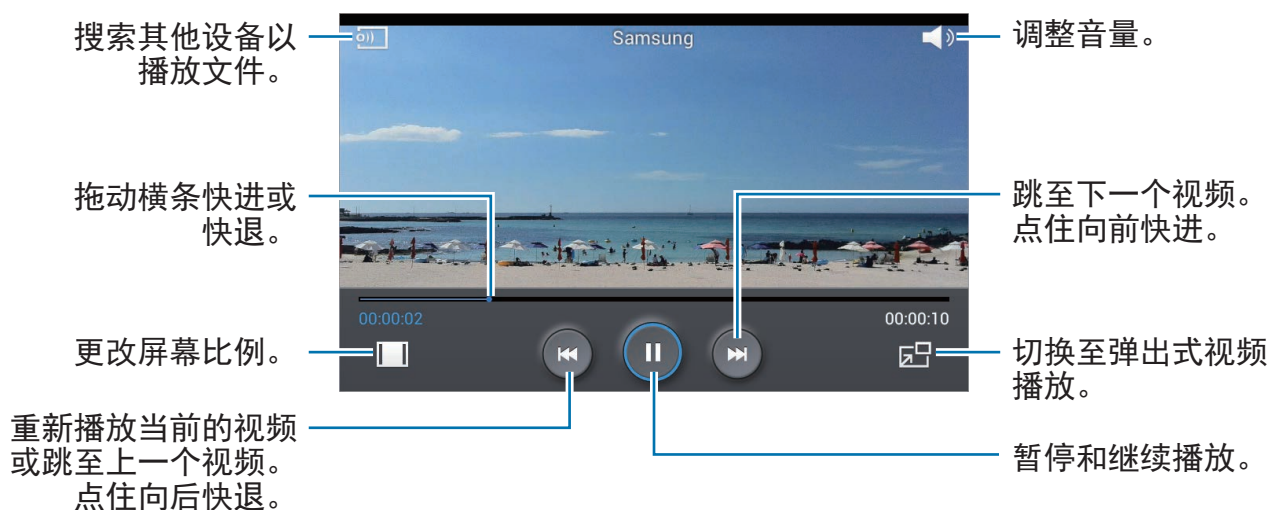 搜索其他设备以
播放文件。
Samsung
调整音量。
拖动横条快进或
快退。
跳至下一个视频。
点住向前快进。
00:00:02
00:00:10
更改屏幕比例。
切换至弹出式视频
播放。
重新播放当前的视频
或跳至上一个视频。
点住向后快退。
暂停和继续播放。